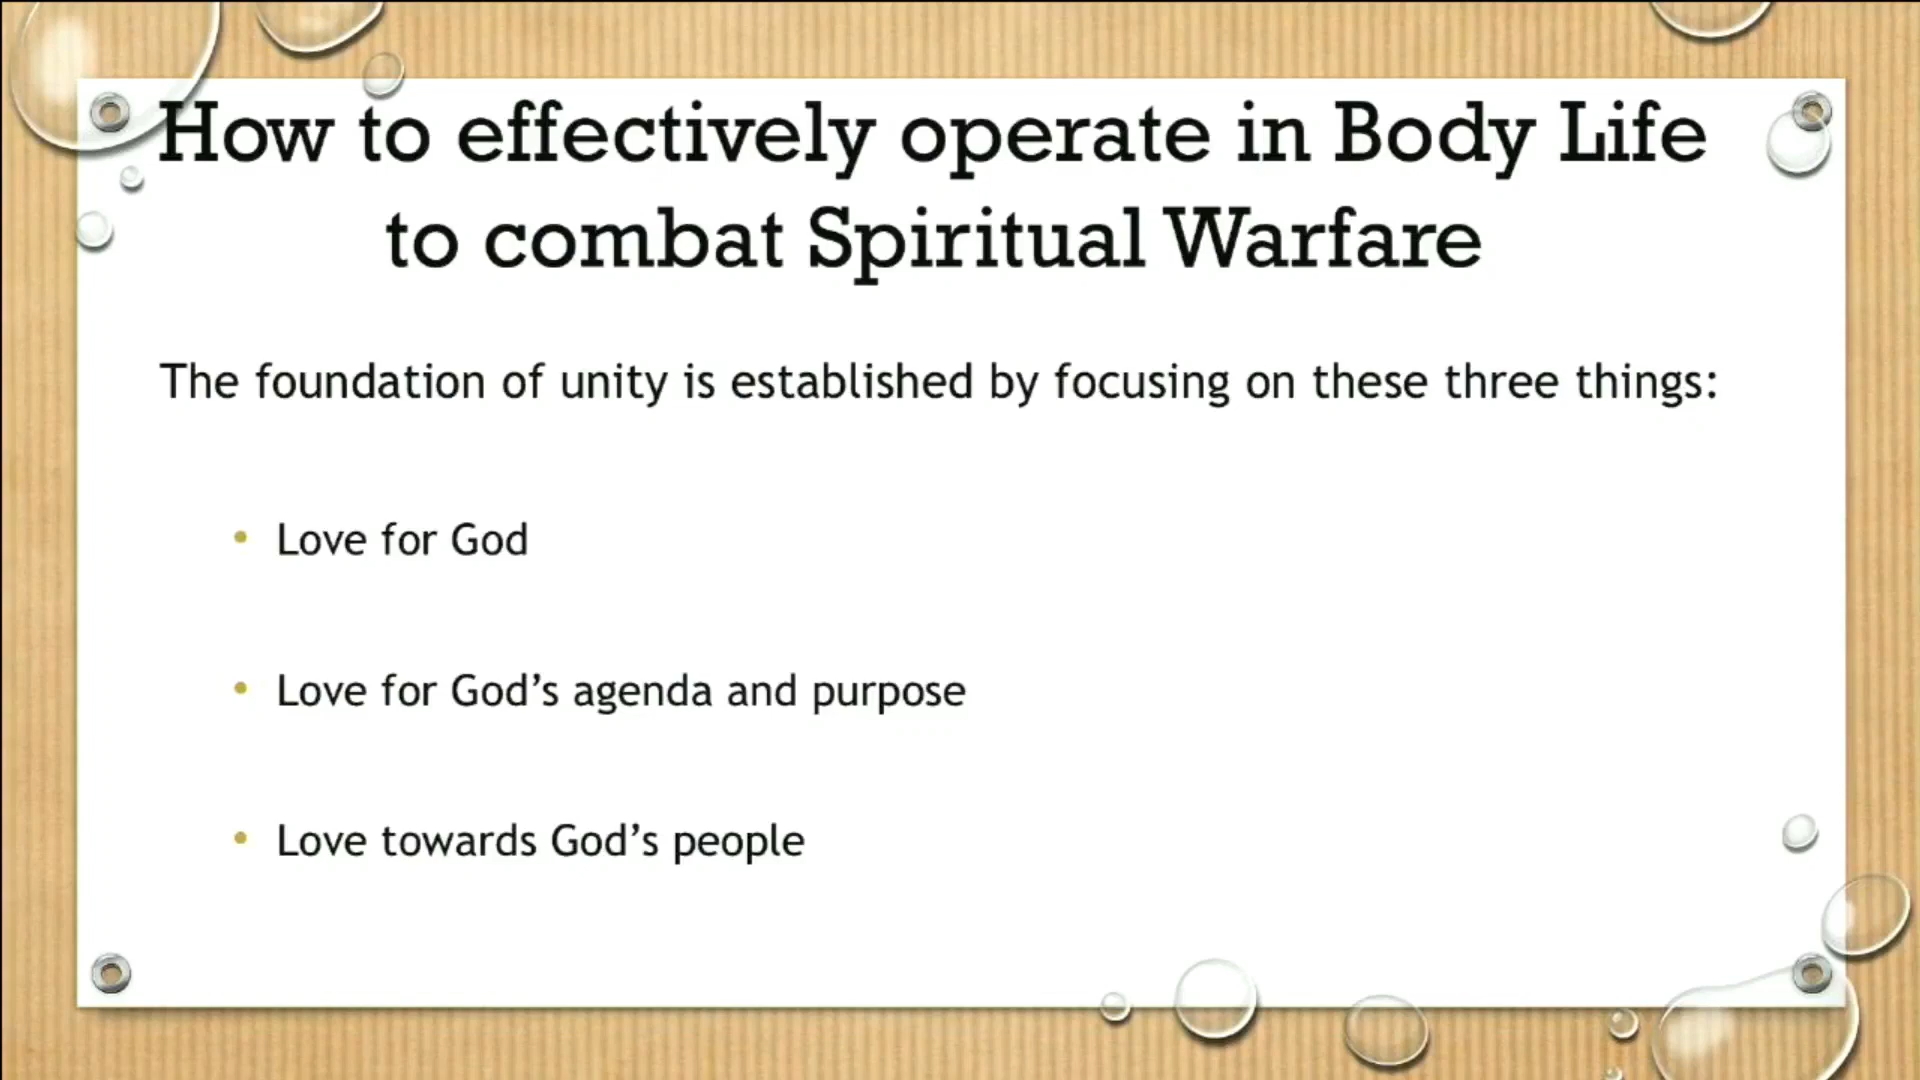 How to effectively operate in Body Life
to combat Spiritual Warfare
The foundation of unity is established by focusing on these three things:
• Love for God
• Love for God’s agenda and purpose
• Love towards God’s people